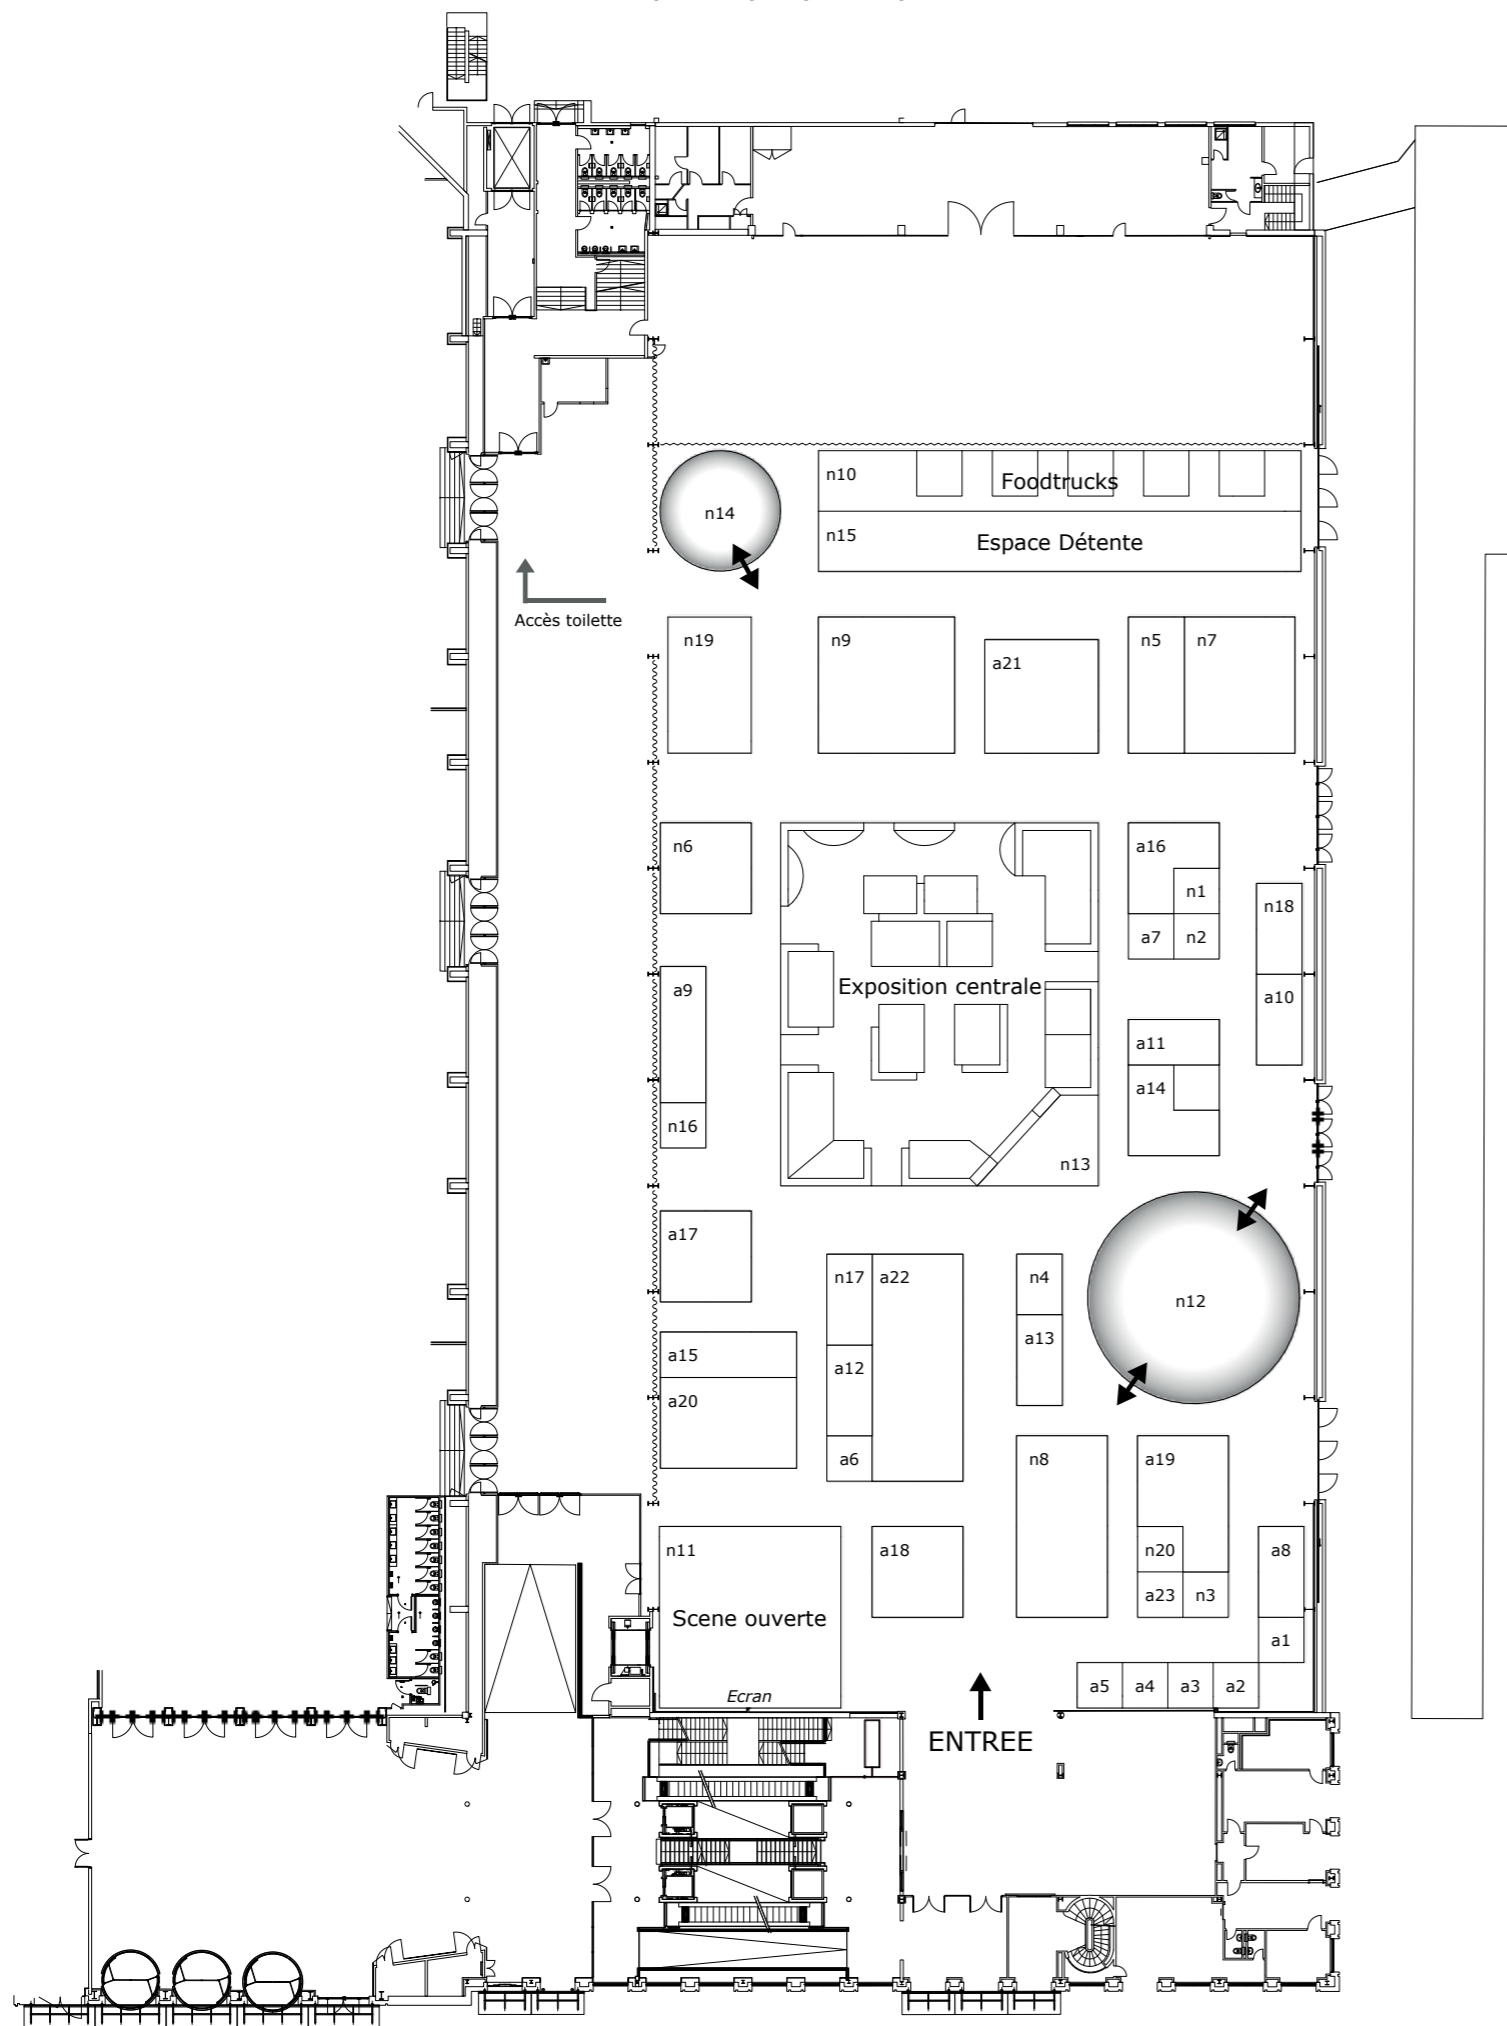 n10
Foodtrucks
n14
n15
Espace Détente
Accès toilette
n19
n9
a21
n5
n7
n6
a16
n1
n18
a7
n2
a9
Exposition centrale
a10
a11
a14
n16
n13
a17
n17
a22
n4
n12
a13
a15
a12
a20
a6
n8
a19
n11
a18
n20
a8
a23
n3
Scene ouverte
a1
a5
a4
a3
a2
Ecran
ENTREE